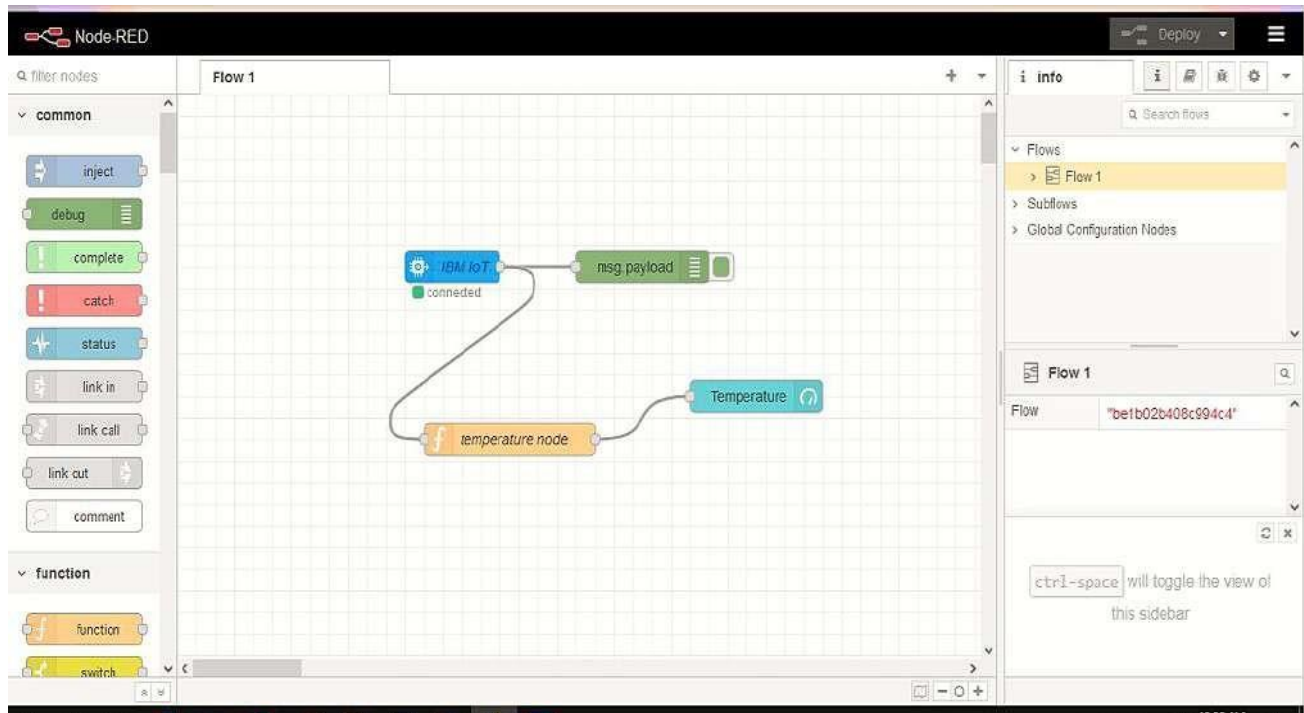 Node-RED
Deploy
filter nodes
Flow 1
i info
common
Search flows
Flows
Flow 1
Subflows
Global Configuration Nodes
inject
debug
complete
catch
status
link in
link call
link out
comment
function
function
switch
IBM IoT
connected
msg.payload
temperature node
Temperature
Flow 1
Flow
ctrl-space will toggle the view of
this sidebar